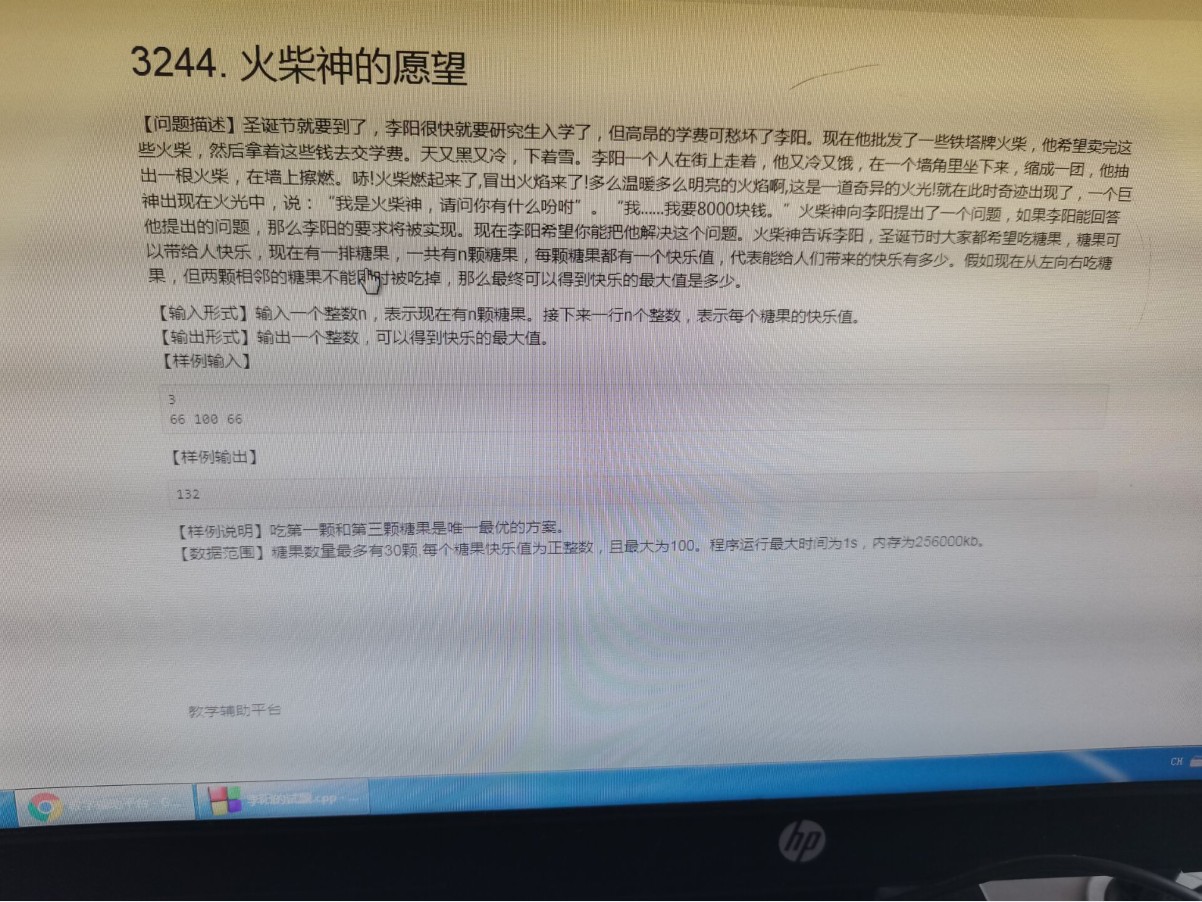 3244. 火柴神的愿望
【问题描述】圣诞节就要到了，李阳很快就要研究生入学了，但高昂的学费可愁坏了李阳。现在他批发了一些铁塔牌火柴，他希望卖完这
些火柴，然后拿着这些钱去交学费。天又黑又冷，下着雪。李阳一个人在街上走着，他又冷又饿，在一个墙角里坐下来，缩成一团，他抽
出一根火柴，在墙上擦燃。哧!火柴燃起来了,冒出火焰来了!多么温暖多么明亮的火焰啊,这是一道奇异的火光!就在此时奇迹出现了，一个巨
神出现在火光中，说：“我是火柴神，请问你有什么吩咐”。“我......我要8000块钱。”火柴神向李阳提出了一个问题，如果李阳能回答
他提出的问题，那么李阳的要求将被实现。现在李阳希望你能把他解决这个问题。火柴神告诉李阳，圣诞节时大家都希望吃糖果，糖果可
以带给人快乐，现在有一排糖果，一共有n颗糖果，每颗糖果都有一个快乐值，代表能给人们带来的快乐有多少。假如现在从左向右吃糖
果，但两颗相邻的糖果不能同时被吃掉，那么最终可以得到快乐的最大值是多少。
【输入形式】输入一个整数n，表示现在有n颗糖果。接下来一行n个整数，表示每个糖果的快乐值。
【输出形式】输出一个整数，可以得到快乐的最大值。
【样例输入】
3
66 100 66
【样例输出】
132
【样例说明】吃第一颗和第三颗糖果是唯一最优的方案。
【数据范围】糖果数量最多有30颗,每个糖果快乐值为正整数，且最大为100。程序运行最大时间为1s，内存为256000kb。
教学辅助平台
CH
hp